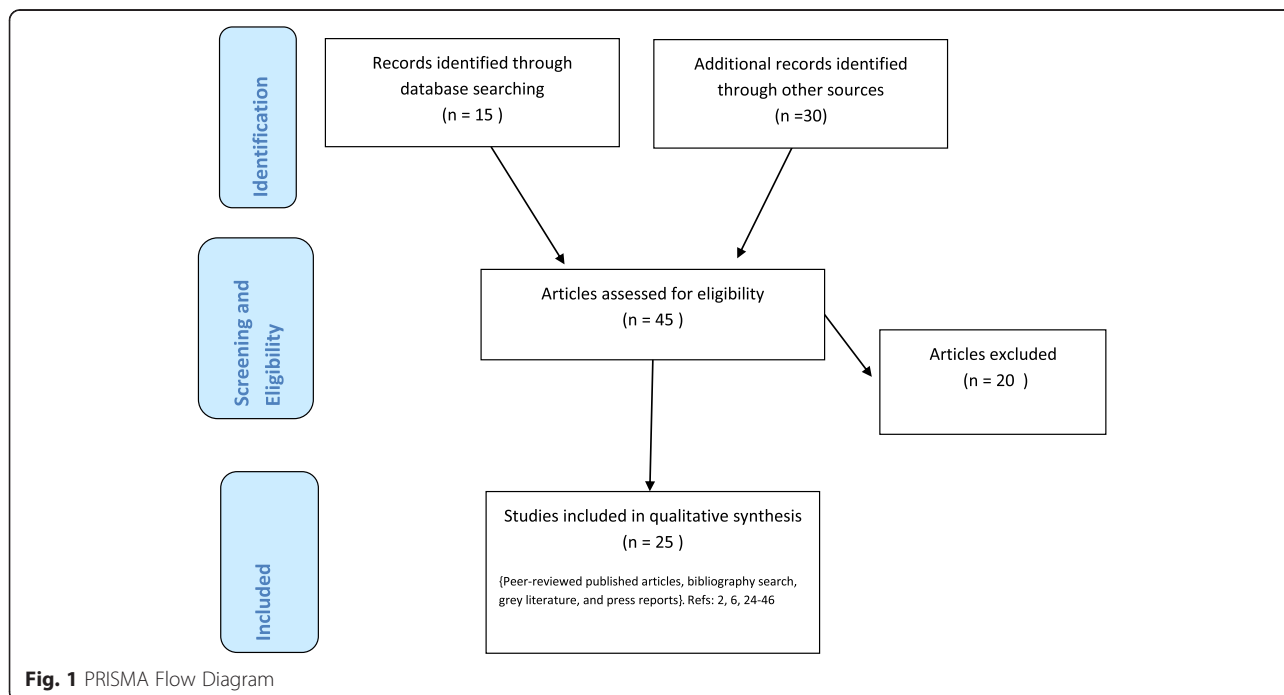 Identification
Records identified through
database searching
(n = 15 )
Additional records identified
through other sources
(n =30)
Screening and
Eligibility
Articles assessed for eligibility
(n = 45 )
Articles excluded
(n = 20 )
Included
Studies included in qualitative synthesis
(n = 25 )
{Peer-reviewed published articles, bibliography search,
grey literature, and press reports}. Refs: 2, 6, 24-46
Fig. 1 PRISMA Flow Diagram